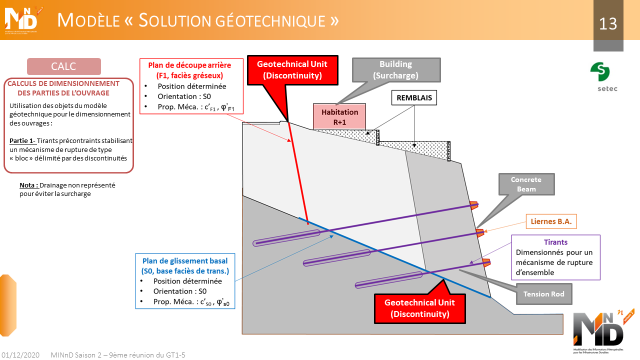 MINnD
MODÈLE « SOLUTION GÉOTECHNIQUE »
13
setec
CALC
CALCULS DE DIMENSIONNEMENT
DES PARTIES DE L'OUVRAGE
Utilisation des objets du modèle
géotechnique pour le dimensionnement
des ouvrages :
Partie 1- Tirants précontraints stabilisant
un mécanisme de rupture de type
« bloc » délimité par des discontinuités
Nota : Drainage non représenté
pour éviter la surcharge
Plan de découpe arrière
(F1, faciès gréseux)
• Position déterminée
• Orientation : S0
• Prop. Méca. : c'F1 , φ'F1
Geotechnical Unit
(Discontinuity)
Building
(Surcharge)
REMBLAIS
Habitation
R+1
Concrete
Beam
Liernes B.A.
Tirants
Dimensionnés pour un
mécanisme de rupture
d'ensemble
Tension Rod
Plan de glissement basal
(S0, base faciès de trans.)
• Position déterminée
• Orientation : S0
• Prop. Méca. : c's0 , φ's0
Geotechnical Unit
(Discontinuity)
MINnD
01/12/2020 MINnD Saison 2 – 9ème réunion du GT1-5